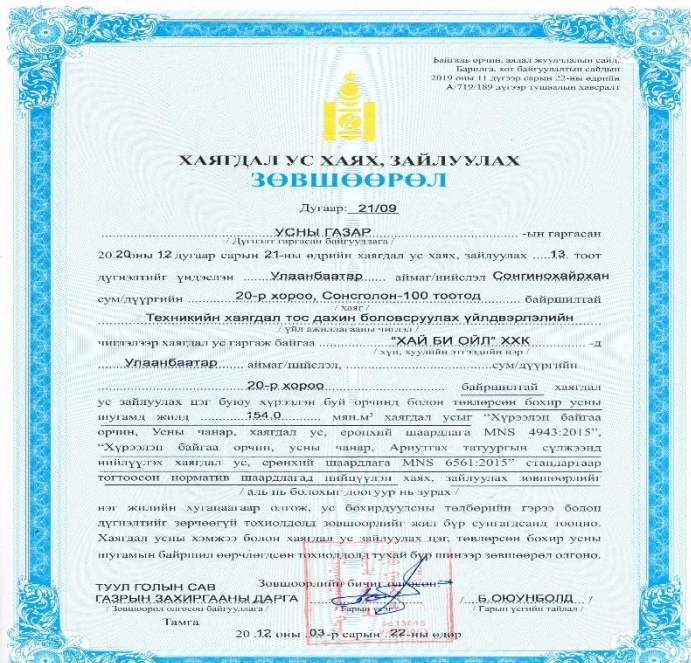 Байгаль орчин, аялал жуулчлалын сайд,
Барилга, хот байгуулалтын сайдын
2019 оны 11 дүгээр сарын 22-ны өдрийн
А/719/189 дүгээр тушаалын хавсралт
ХАЯГДАЛ УС ХАЯХ, ЗАЙЛУУЛАХ
ЗӨВШӨӨРӨЛ
Дугаар: 21/09
УСНЫ ГАЗАР -ын гаргасан
/ Дүгнэлт гаргасан байгууллага /
20.20оны 12 дугаар сарын 21-ны өдрийн хаягдал ус хаях, зайлуулах ....13. тоот
дүгнэлтийг үндэслэн ....Улаанбаатар... аймаг/нийслэл Сонгинохайрхан
сум/дүүргийн 20-р хороо, Сонсголон-100 тоотод байршилтай
/ хаяг /
Техникийн хаягдал тос дахин боловсруулах үйлдвэрлэлийн
/ үйл ажиллагааны чиглэл /
чиглэлээр хаягдал ус гаргаж байгаа "ХАЙ БИ ОЙЛ" ХХК -д
/ хүн, хуулийн этгээдийн нэр /
Улаанбаатар аймаг/нийслэл, сум/дүүргийн
20-р хороо байршилтай хаягдал
ус зайлуулах цэг буюу хүрээлэн буй орчинд болон төвлөрсөн бохир усны
шугамд жилд 154.0 мян.м³ хаягдал усыг "Хүрээлэн байгаа
орчин, Усны чанар, хаягдал ус, ерөнхий шаардлага MNS 4943:2015",
"Хүрээлэн байгаа орчин, усны чанар, Ариутгах татуургын сүлжээнд
нийлүүлэх хаягдал ус, ерөнхий шаардлага MNS 6561:2015" стандартаар
тогтоосон норматив шаардлагад нийцүүлэн хаях, зайлуулах зөвшөөрлийг
/ аль нь болохыг доогуур нь зурах /
нэг жилийн хугацаагаар олгож, ус бохирдуулсны төлбөрийн гэрээ болон
дүгнэлтийг зөрчөөгүй тохиолдолд зөвшөөрлийг жил бүр сунгагдсанд тооцно.
Хаягдал усны хэмжээ болон хаягдал ус зайлуулах цэг, төвлөрсөн бохир усны
шугамын байршил өөрчлөгдсөн тохиолдолд тухай бүр шинээр зөвшөөрөл олгоно.
Зөвшөөрлийн бичиг олгосон:
ТУУЛ ГОЛЫН САВ
ГАЗРЫН ЗАХИРГААНЫ ДАРГА /..Б.ОЮУНБОЛД../
/ Зөвшөөрөл олгосон байгууллага / / Гарын үсэг / / Гарын үсгийн тайлал /
Тамга
20 .12 оны .03-р сарын .22-ны өдөр